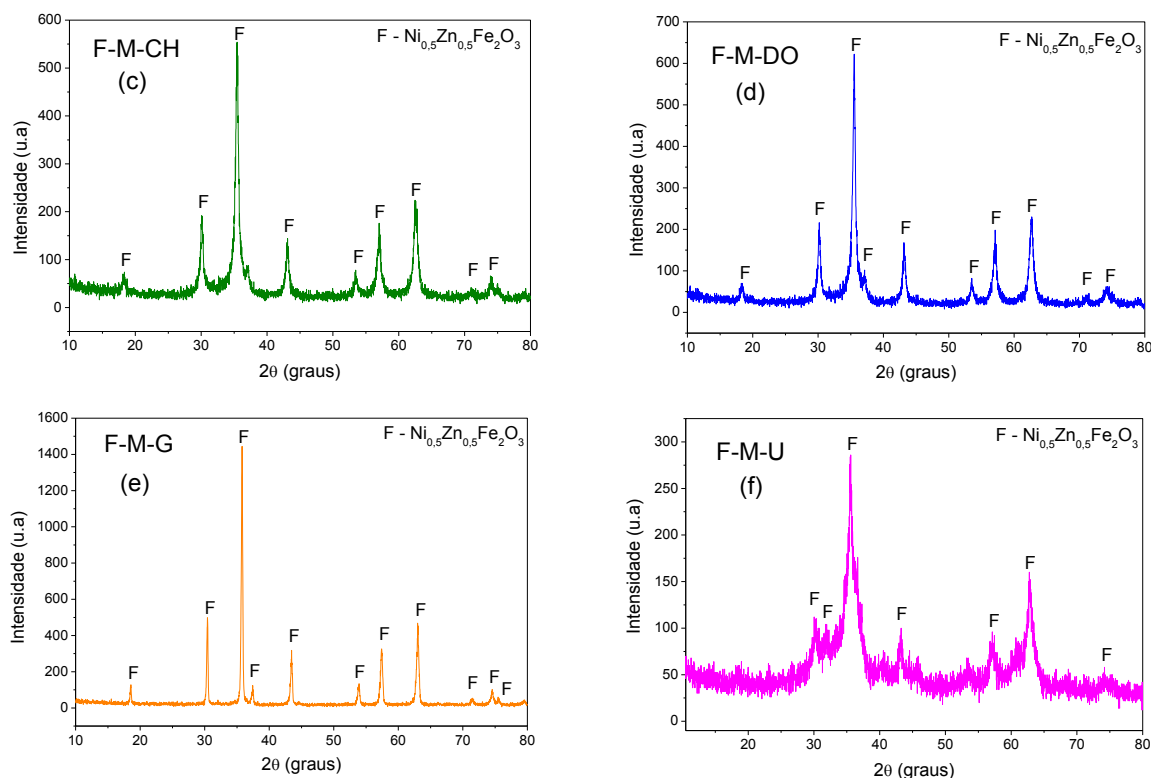 F-M-CH
(c)
F - Ni0,5Zn0,5Fe2O3
F F F F F F F F F
Intensidade (u.a)
600
500
400
300
200
100
0
10 20 30 40 50 60 70 80
2θ (graus)
F-M-DO
(d)
F - Ni0,5Zn0,5Fe2O3
F F F F F F F F F F
Intensidade (u.a)
700
600
500
400
300
200
100
0
10 20 30 40 50 60 70 80
2θ (graus)
F-M-G
(e)
F - Ni0,5Zn0,5Fe2O3
F F F F F F F F F F F
Intensidade (u.a)
1600
1400
1200
1000
800
600
400
200
0
10 20 30 40 50 60 70 80
2θ (graus)
F-M-U
(f)
F - Ni0,5Zn0,5Fe2O3
F F F F F F F
Intensidade (u.a)
300
250
200
150
100
50
0
30 40 50 60 70 80
2θ (graus)